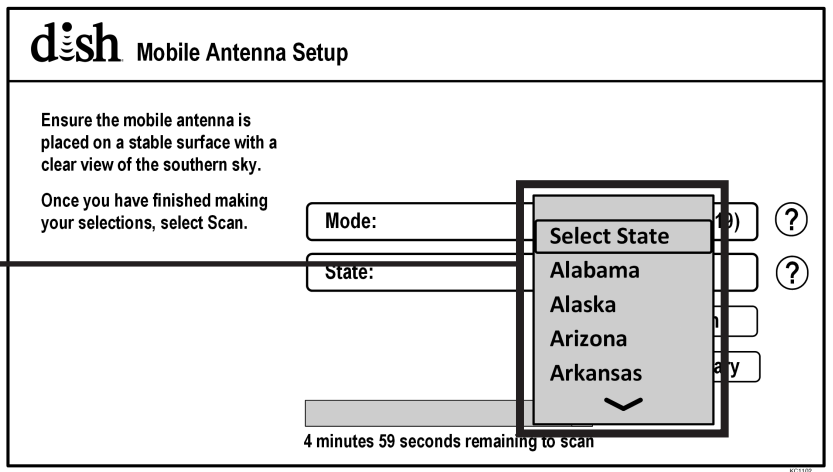 dish Mobile Antenna Setup
Ensure the mobile antenna is
placed on a stable surface with a
clear view of the southern sky.
Once you have finished making
your selections, select Scan.
Mode:
19)
?
State:
?
Select State
Alabama
Alaska
Arizona
Arkansas
4 minutes 59 seconds remaining to scan
KC1102